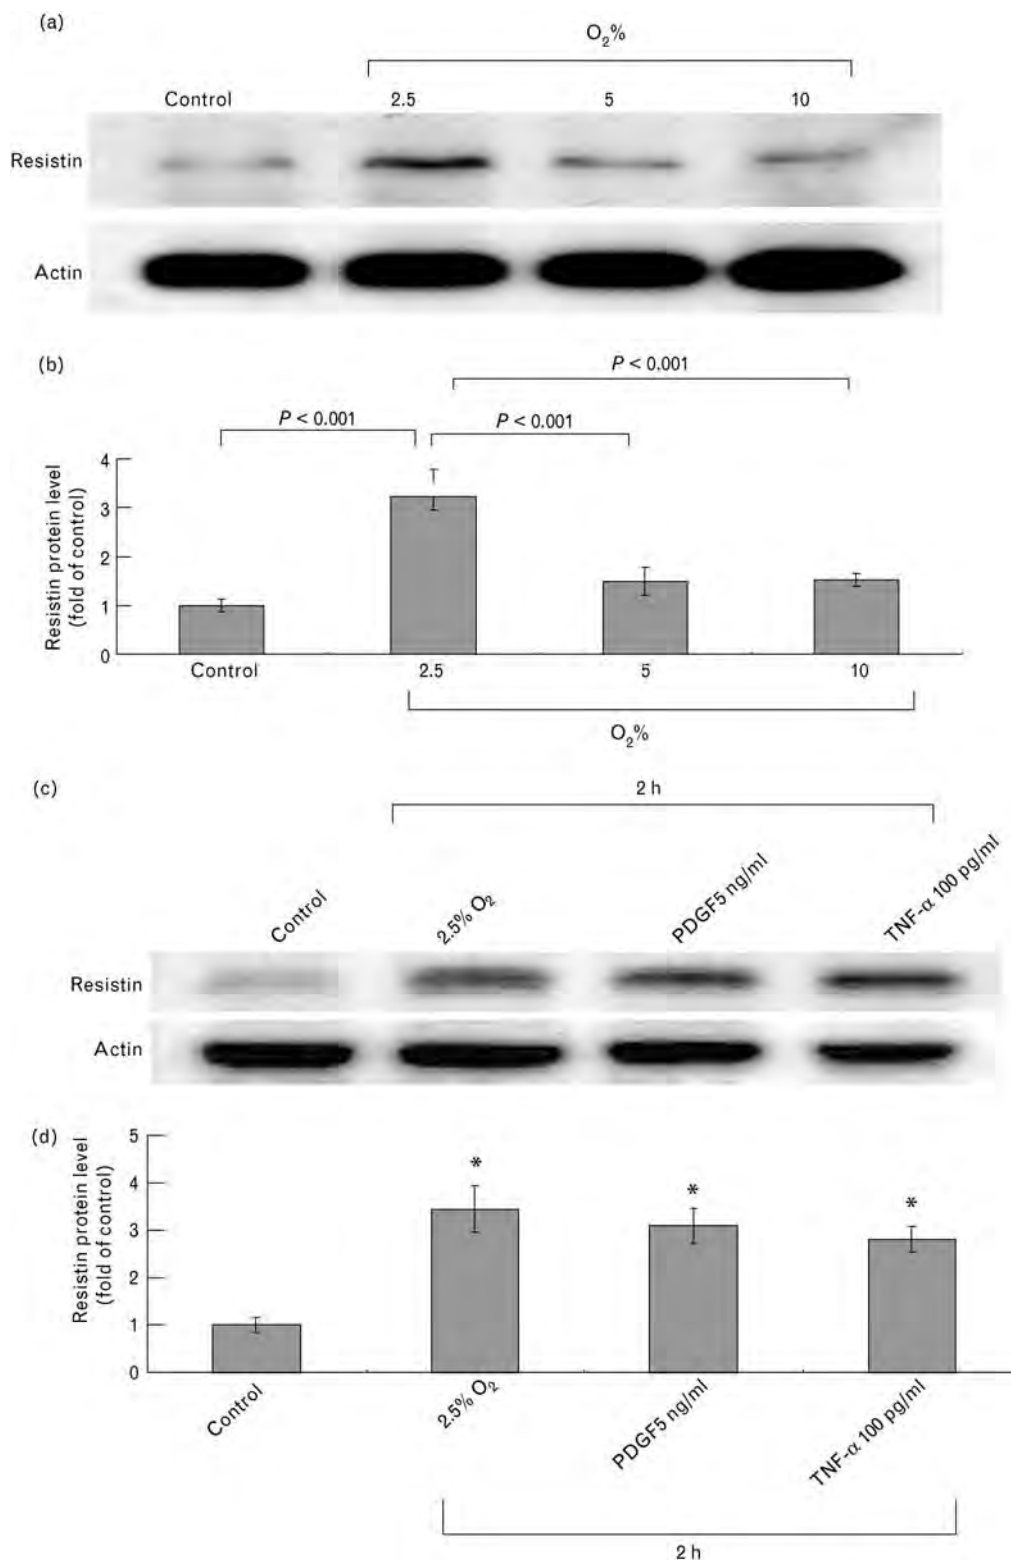 (a)
O₂%
Control 2.5 5 10
Resistin
Actin
(b)
P < 0.001
P < 0.001 P < 0.001
Resistin protein level
(fold of control)
4
3
2
1
0
Control 2.5 5 10
O₂%
(c)
2 h
Control 2.5% O₂ PDGF5 ng/ml TNF-α 100 pg/ml
Resistin
Actin
(d)
Resistin protein level
(fold of control)
5
4
3
2
1
0
* * *
Control 2.5% O₂ PDGF5 ng/ml TNF-α 100 pg/ml
2 h